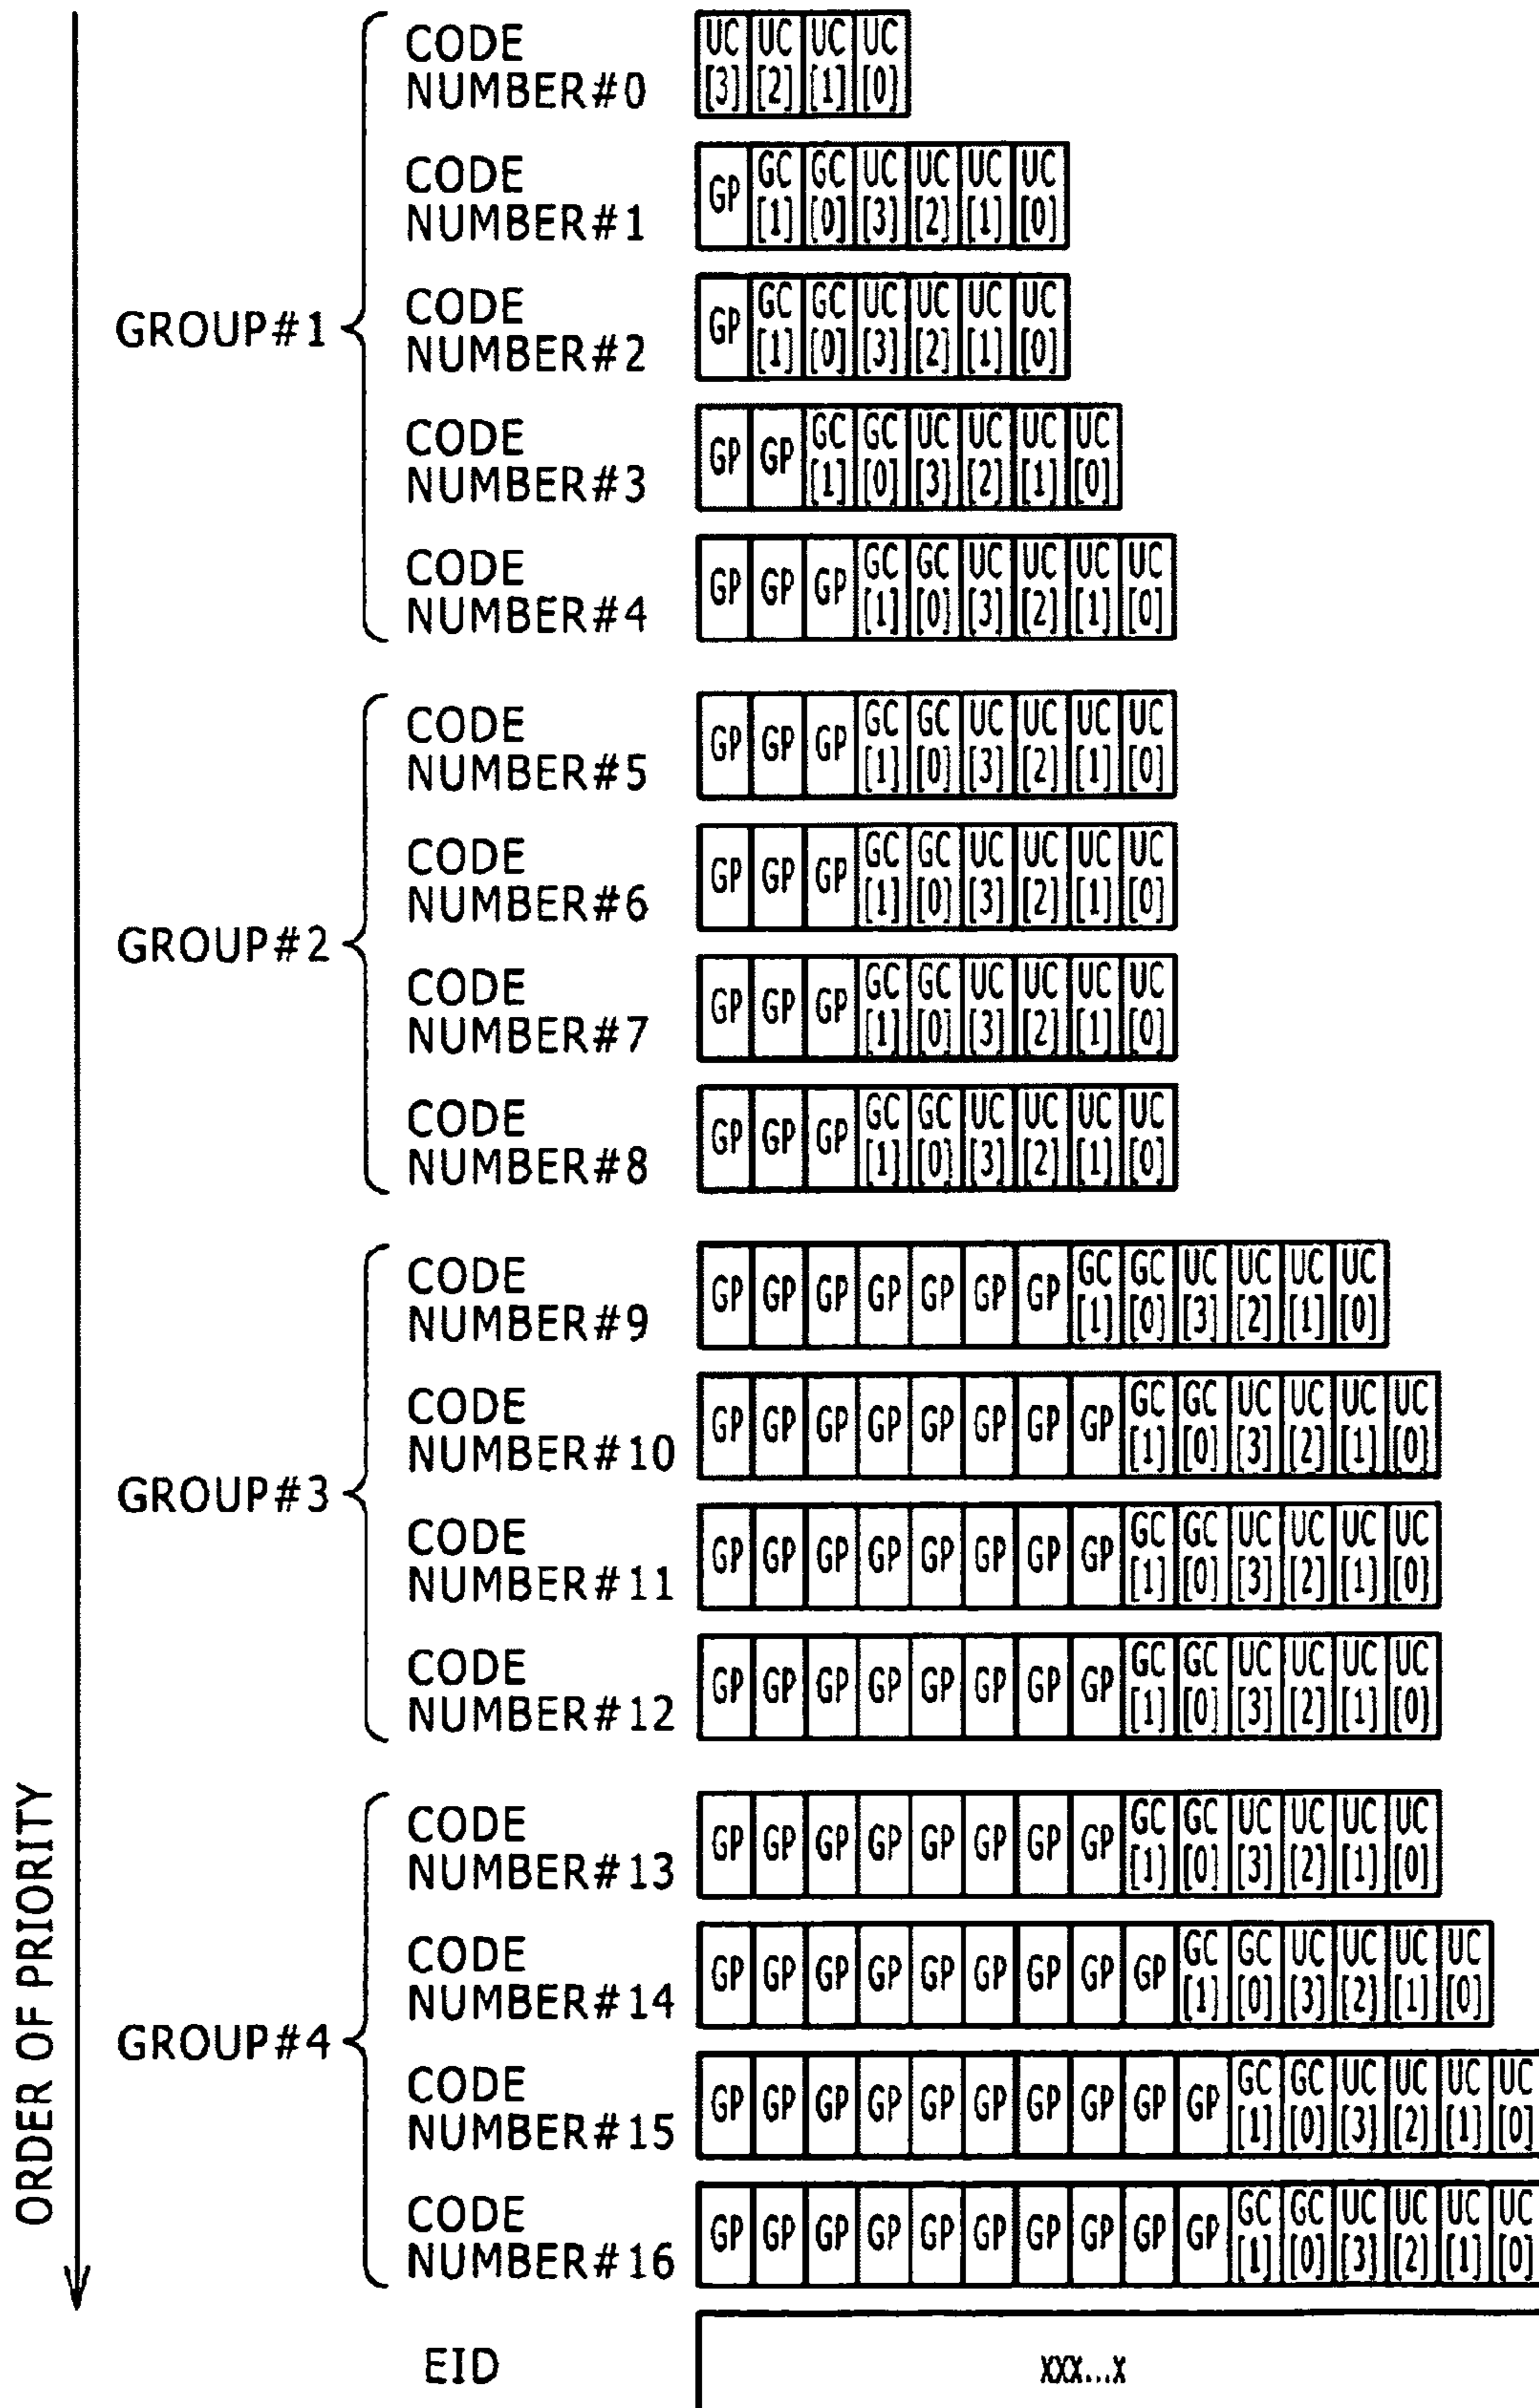 CODE NUMBER#0 UC[3] UC[2] UC[1] UC[0]
CODE NUMBER#1 GP GC[1] GC[0] UC[3] UC[2] UC[1] UC[0]
GROUP#1
CODE NUMBER#2 GP GC[1] GC[0] UC[3] UC[2] UC[1] UC[0]
CODE NUMBER#3 GP GP GC[1] GC[0] UC[3] UC[2] UC[1] UC[0]
CODE NUMBER#4 GP GP GP GC[1] GC[0] UC[3] UC[2] UC[1] UC[0]
CODE NUMBER#5 GP GP GP GC[1] GC[0] UC[3] UC[2] UC[1] UC[0]
CODE NUMBER#6 GP GP GP GC[1] GC[0] UC[3] UC[2] UC[1] UC[0]
GROUP#2
CODE NUMBER#7 GP GP GP GC[1] GC[0] UC[3] UC[2] UC[1] UC[0]
CODE NUMBER#8 GP GP GP GC[1] GC[0] UC[3] UC[2] UC[1] UC[0]
CODE NUMBER#9 GP GP GP GP GP GP GP GC[1] GC[0] UC[3] UC[2] UC[1] UC[0]
CODE NUMBER#10 GP GP GP GP GP GP GP GP GC[1] GC[0] UC[3] UC[2] UC[1] UC[0]
GROUP#3
CODE NUMBER#11 GP GP GP GP GP GP GP GP GC[1] GC[0] UC[3] UC[2] UC[1] UC[0]
CODE NUMBER#12 GP GP GP GP GP GP GP GP GC[1] GC[0] UC[3] UC[2] UC[1] UC[0]
CODE NUMBER#13 GP GP GP GP GP GP GP GP GC[1] GC[0] UC[3] UC[2] UC[1] UC[0]
CODE NUMBER#14 GP GP GP GP GP GP GP GP GP GC[1] GC[0] UC[3] UC[2] UC[1] UC[0]
GROUP#4
CODE NUMBER#15 GP GP GP GP GP GP GP GP GP GP GC[1] GC[0] UC[3] UC[2] UC[1] UC[0]
CODE NUMBER#16 GP GP GP GP GP GP GP GP GP GP GC[1] GC[0] UC[3] UC[2] UC[1] UC[0]
ORDER OF PRIORITY
EID XXX...X